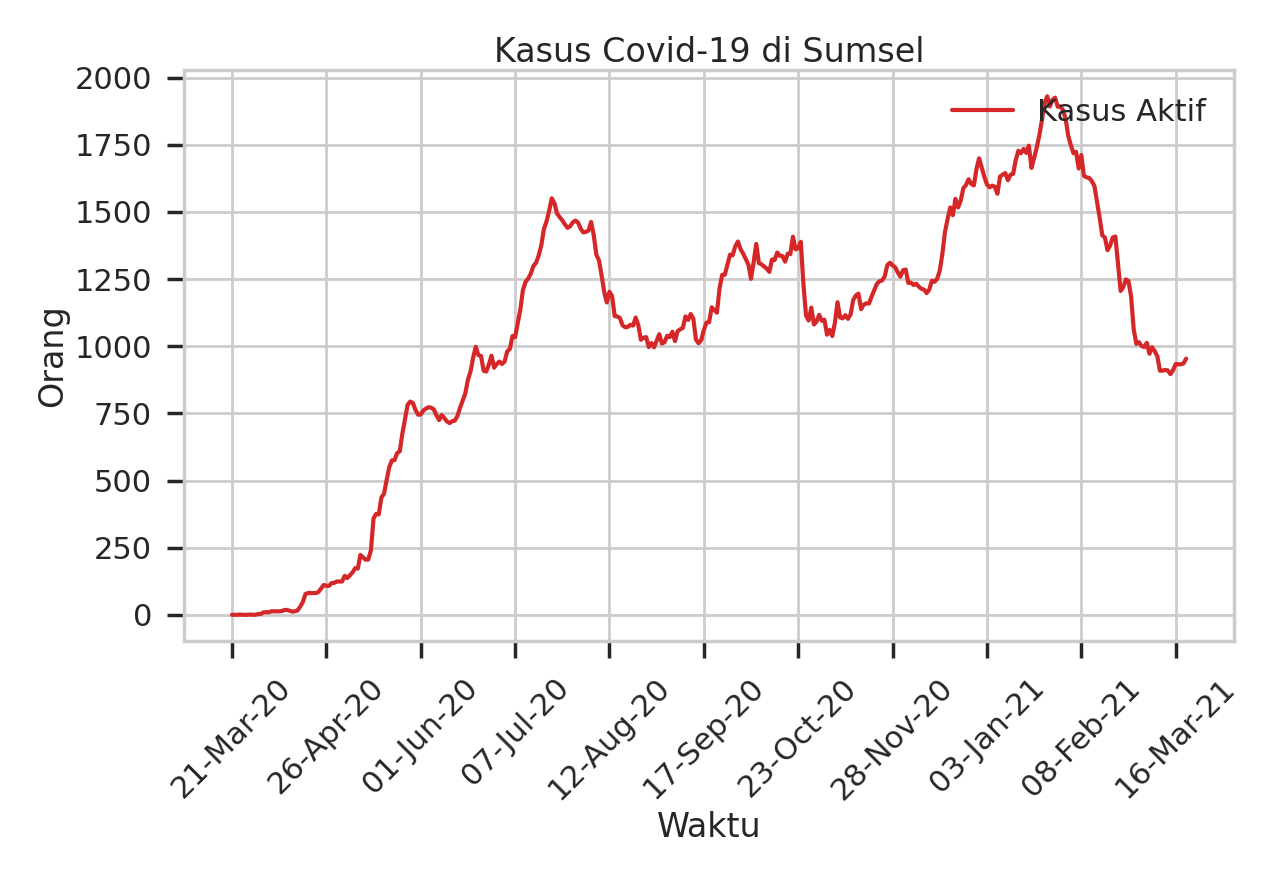 Kasus Covid-19 di Sumsel
Kasus Aktif
Orang
2000
1750
1500
1250
1000
750
500
250
0
21-Mar-20
26-Apr-20
01-Jun-20
07-Jul-20
12-Aug-20
17-Sep-20
23-Oct-20
28-Nov-20
03-Jan-21
08-Feb-21
16-Mar-21
Waktu